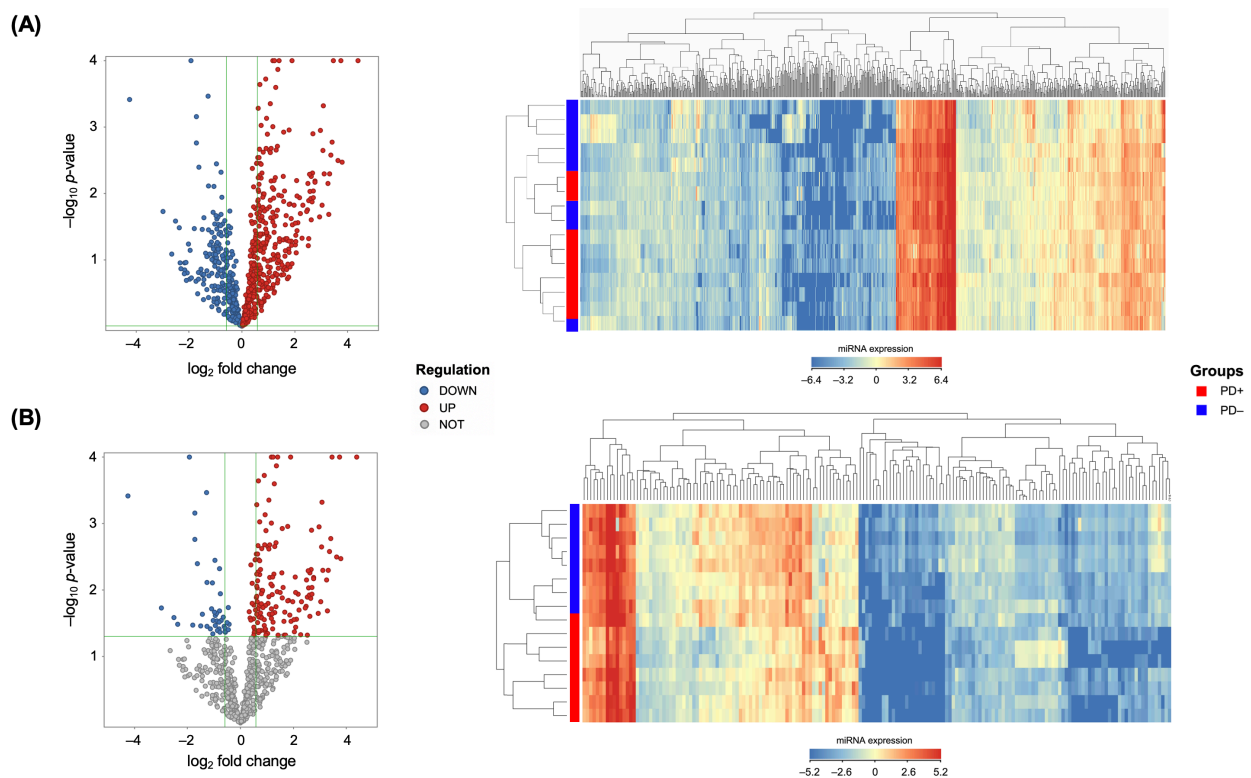 (A)
4
3
2
1
−log10 p-value
−4
−2
0
2
4
log2 fold change
miRNA expression
−6.4
−3.2
0
3.2
6.4
Regulation
DOWN
UP
NOT
Groups
PD+
PD−
(B)
4
3
2
1
−log10 p-value
−4
−2
0
2
4
log2 fold change
miRNA expression
−5.2
−2.6
0
2.6
5.2